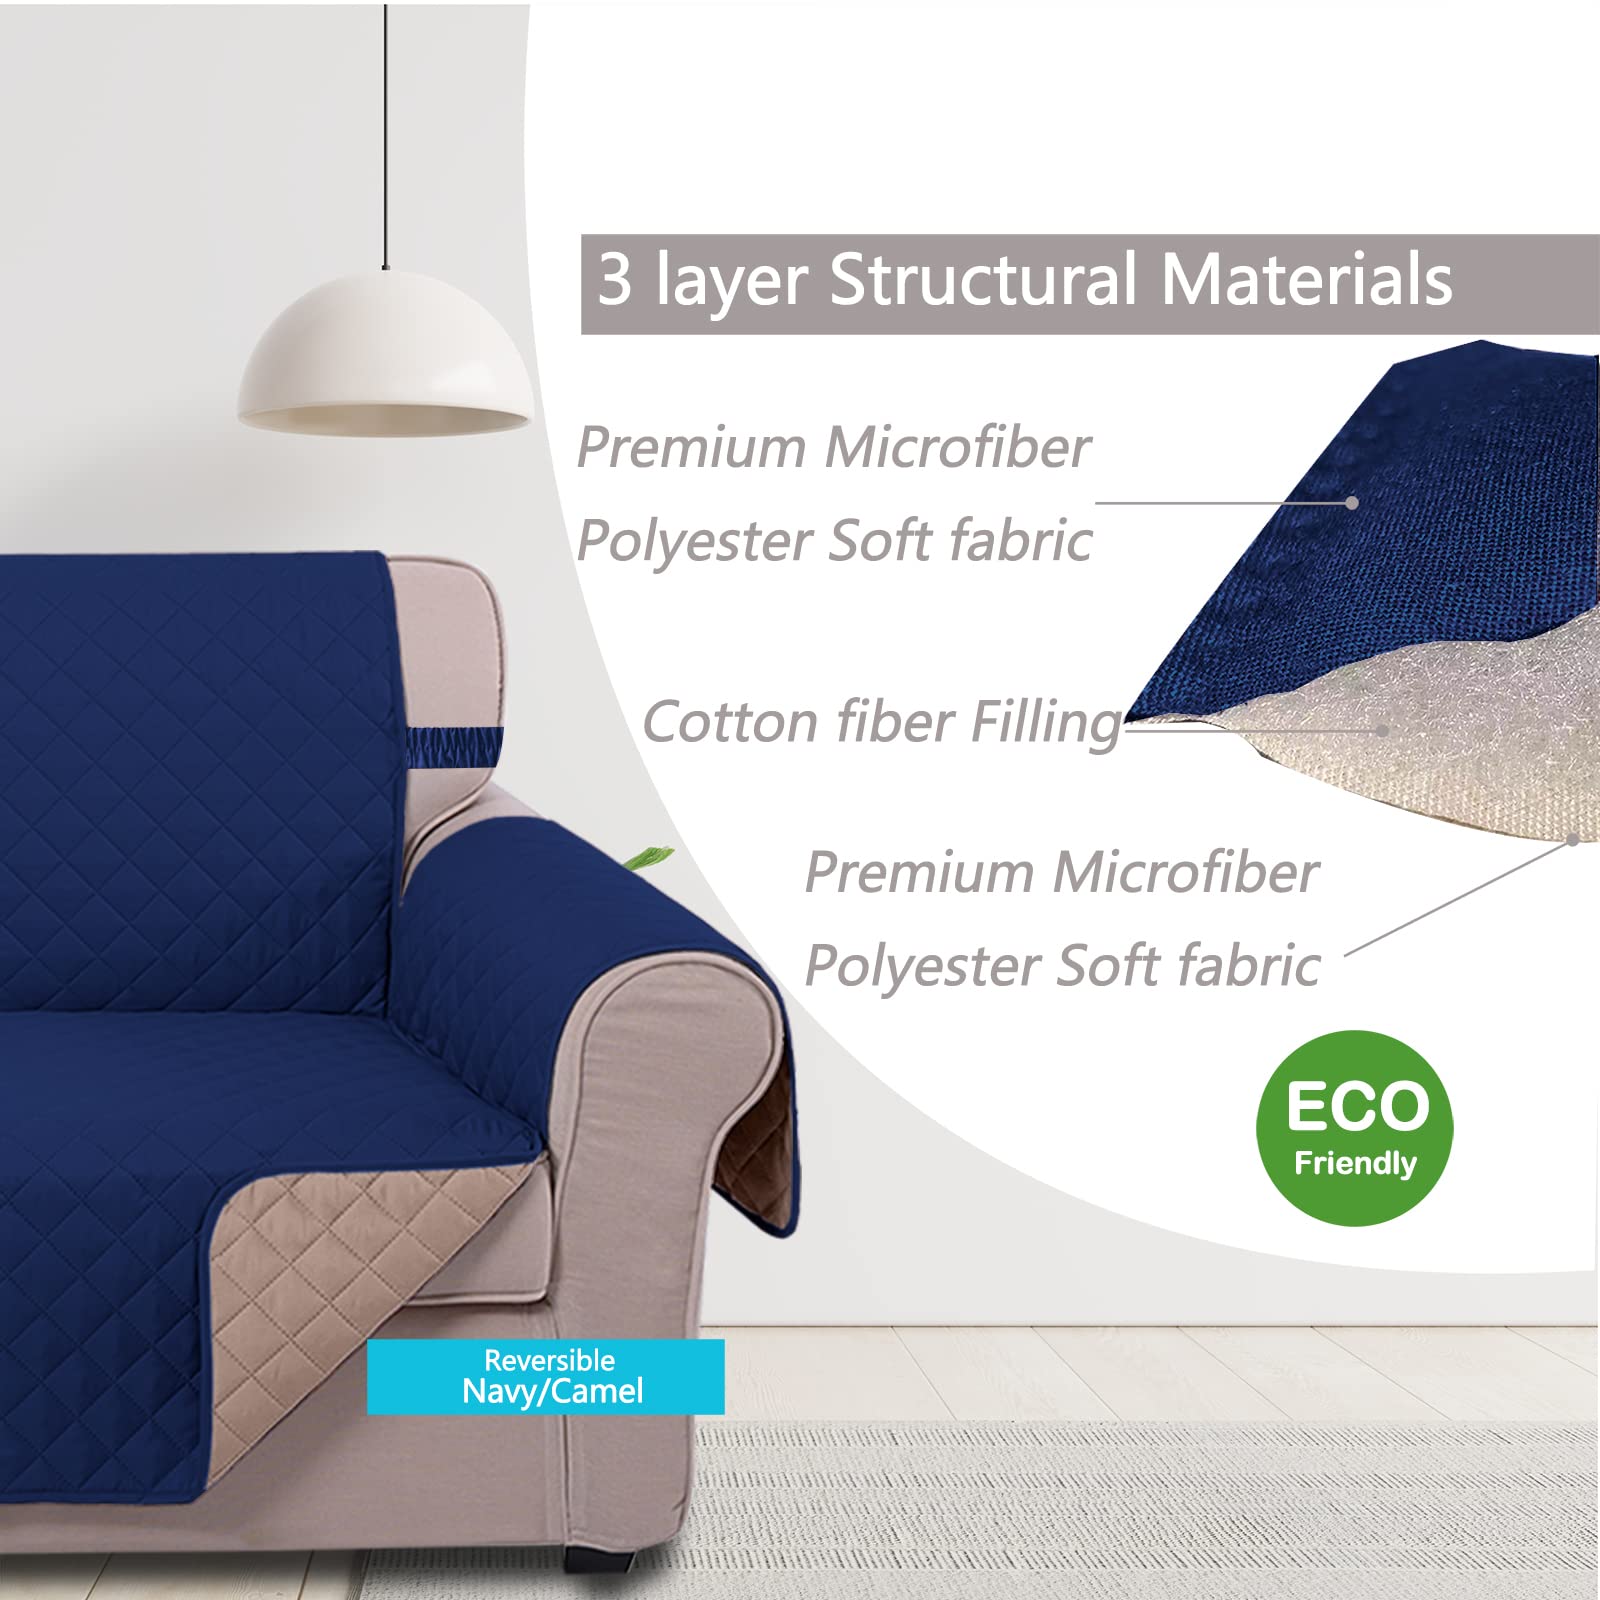 3 layer Structural Materials
Premium Microfiber
Polyester Soft fabric
Cotton fiber Filling
Premium Microfiber
Polyester Soft fabric
ECO
Friendly
Reversible
Navy/Camel